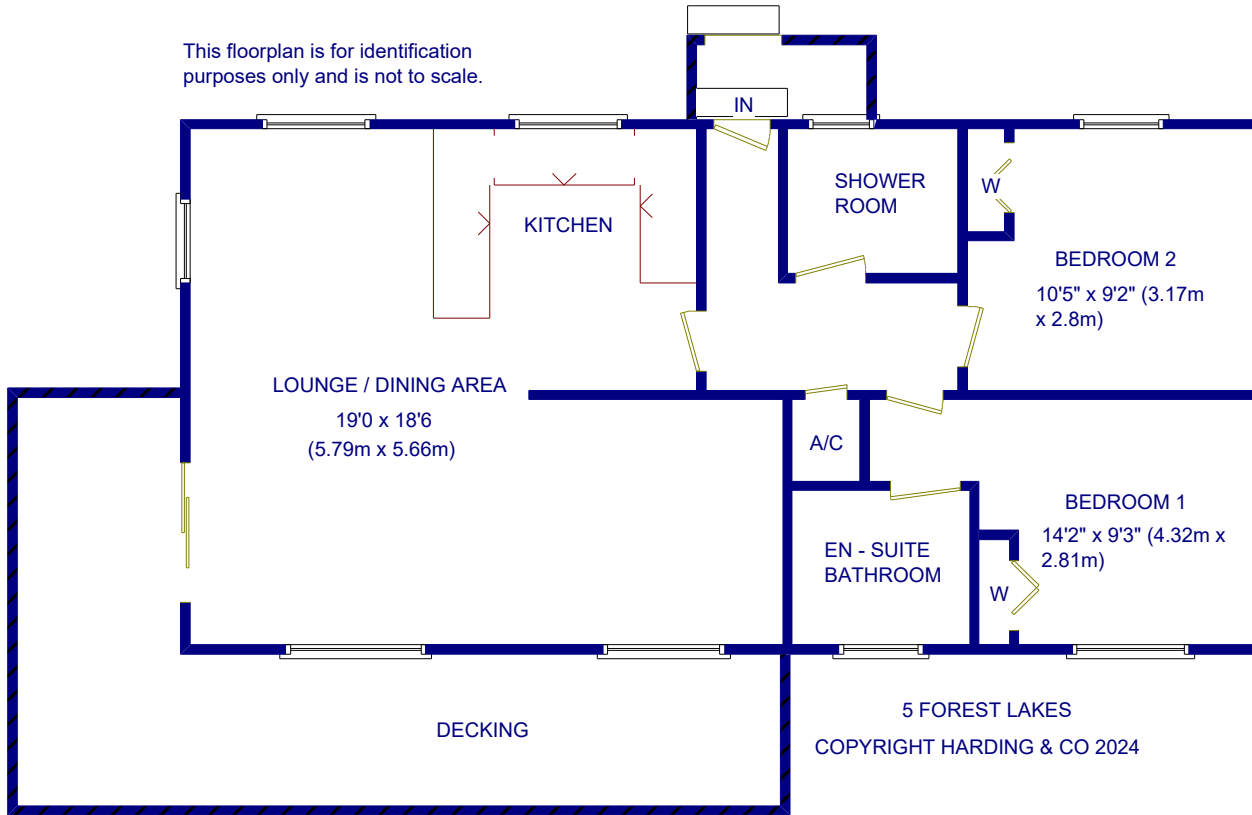 This floorplan is for identification
purposes only and is not to scale.
IN
SHOWER
ROOM
W
KITCHEN
BEDROOM 2
10'5" x 9'2" (3.17m
x 2.8m)
LOUNGE / DINING AREA
19'0 x 18'6
(5.79m x 5.66m)
A/C
BEDROOM 1
14'2" x 9'3" (4.32m x
2.81m)
EN - SUITE
BATHROOM
W
DECKING
5 FOREST LAKES
COPYRIGHT HARDING & CO 2024